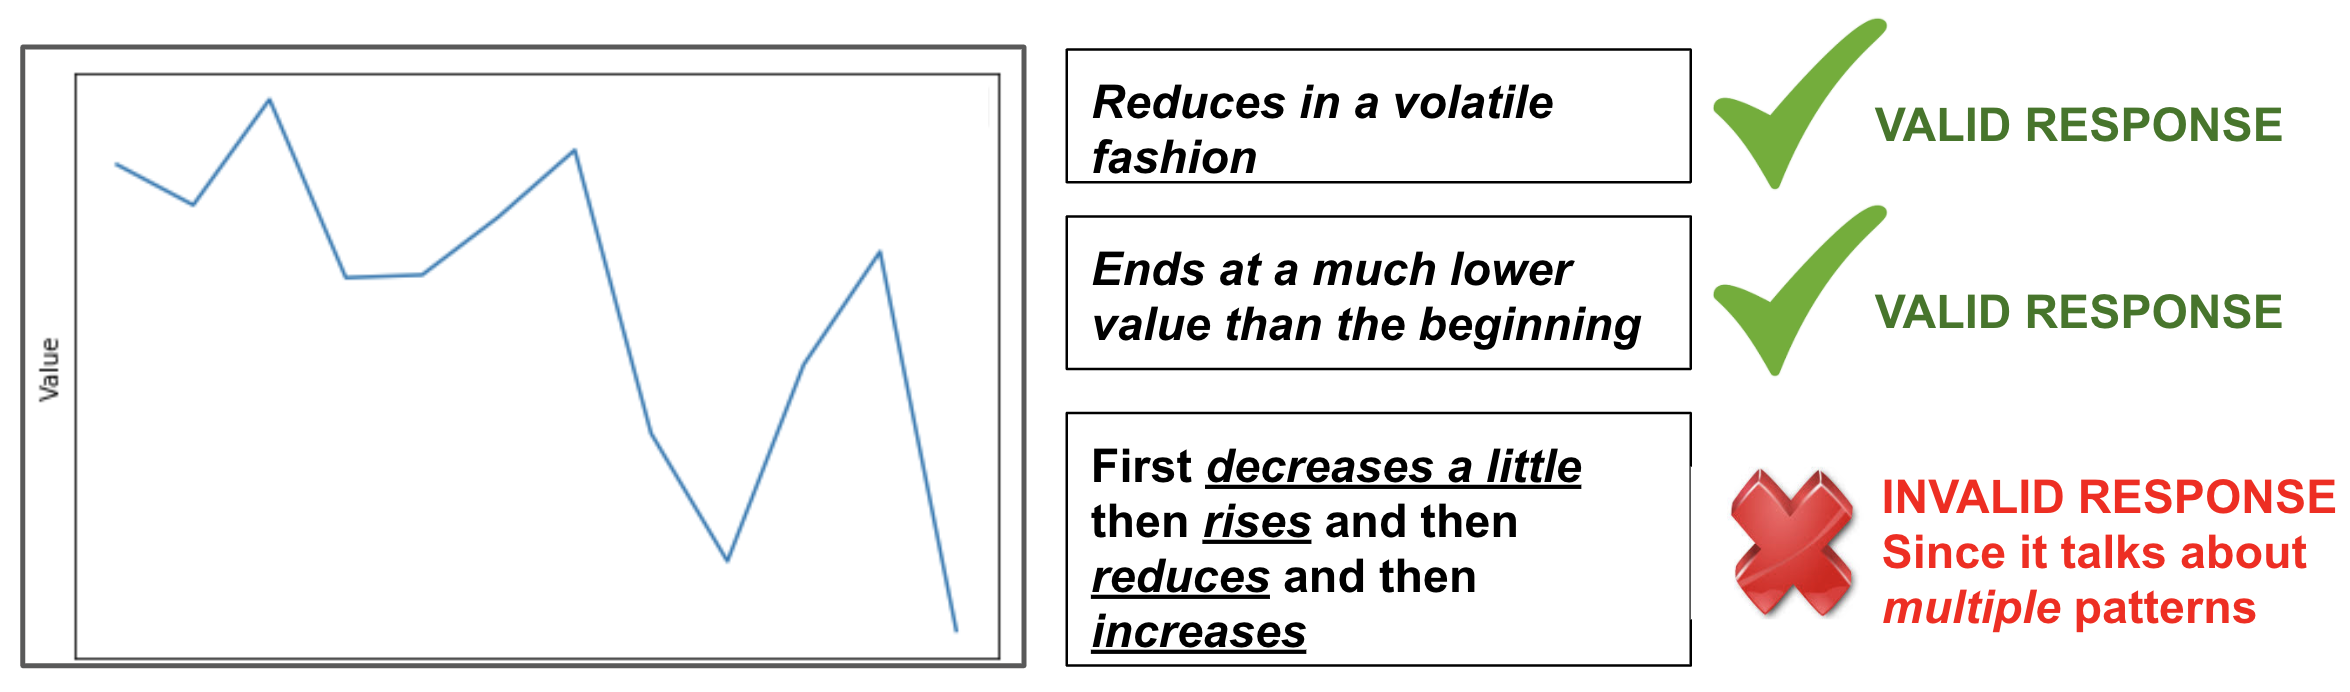 Value
Reduces in a volatile
fashion
VALID RESPONSE
Ends at a much lower
value than the beginning
VALID RESPONSE
First decreases a little
then rises and then
reduces and then
increases
INVALID RESPONSE
Since it talks about
multiple patterns